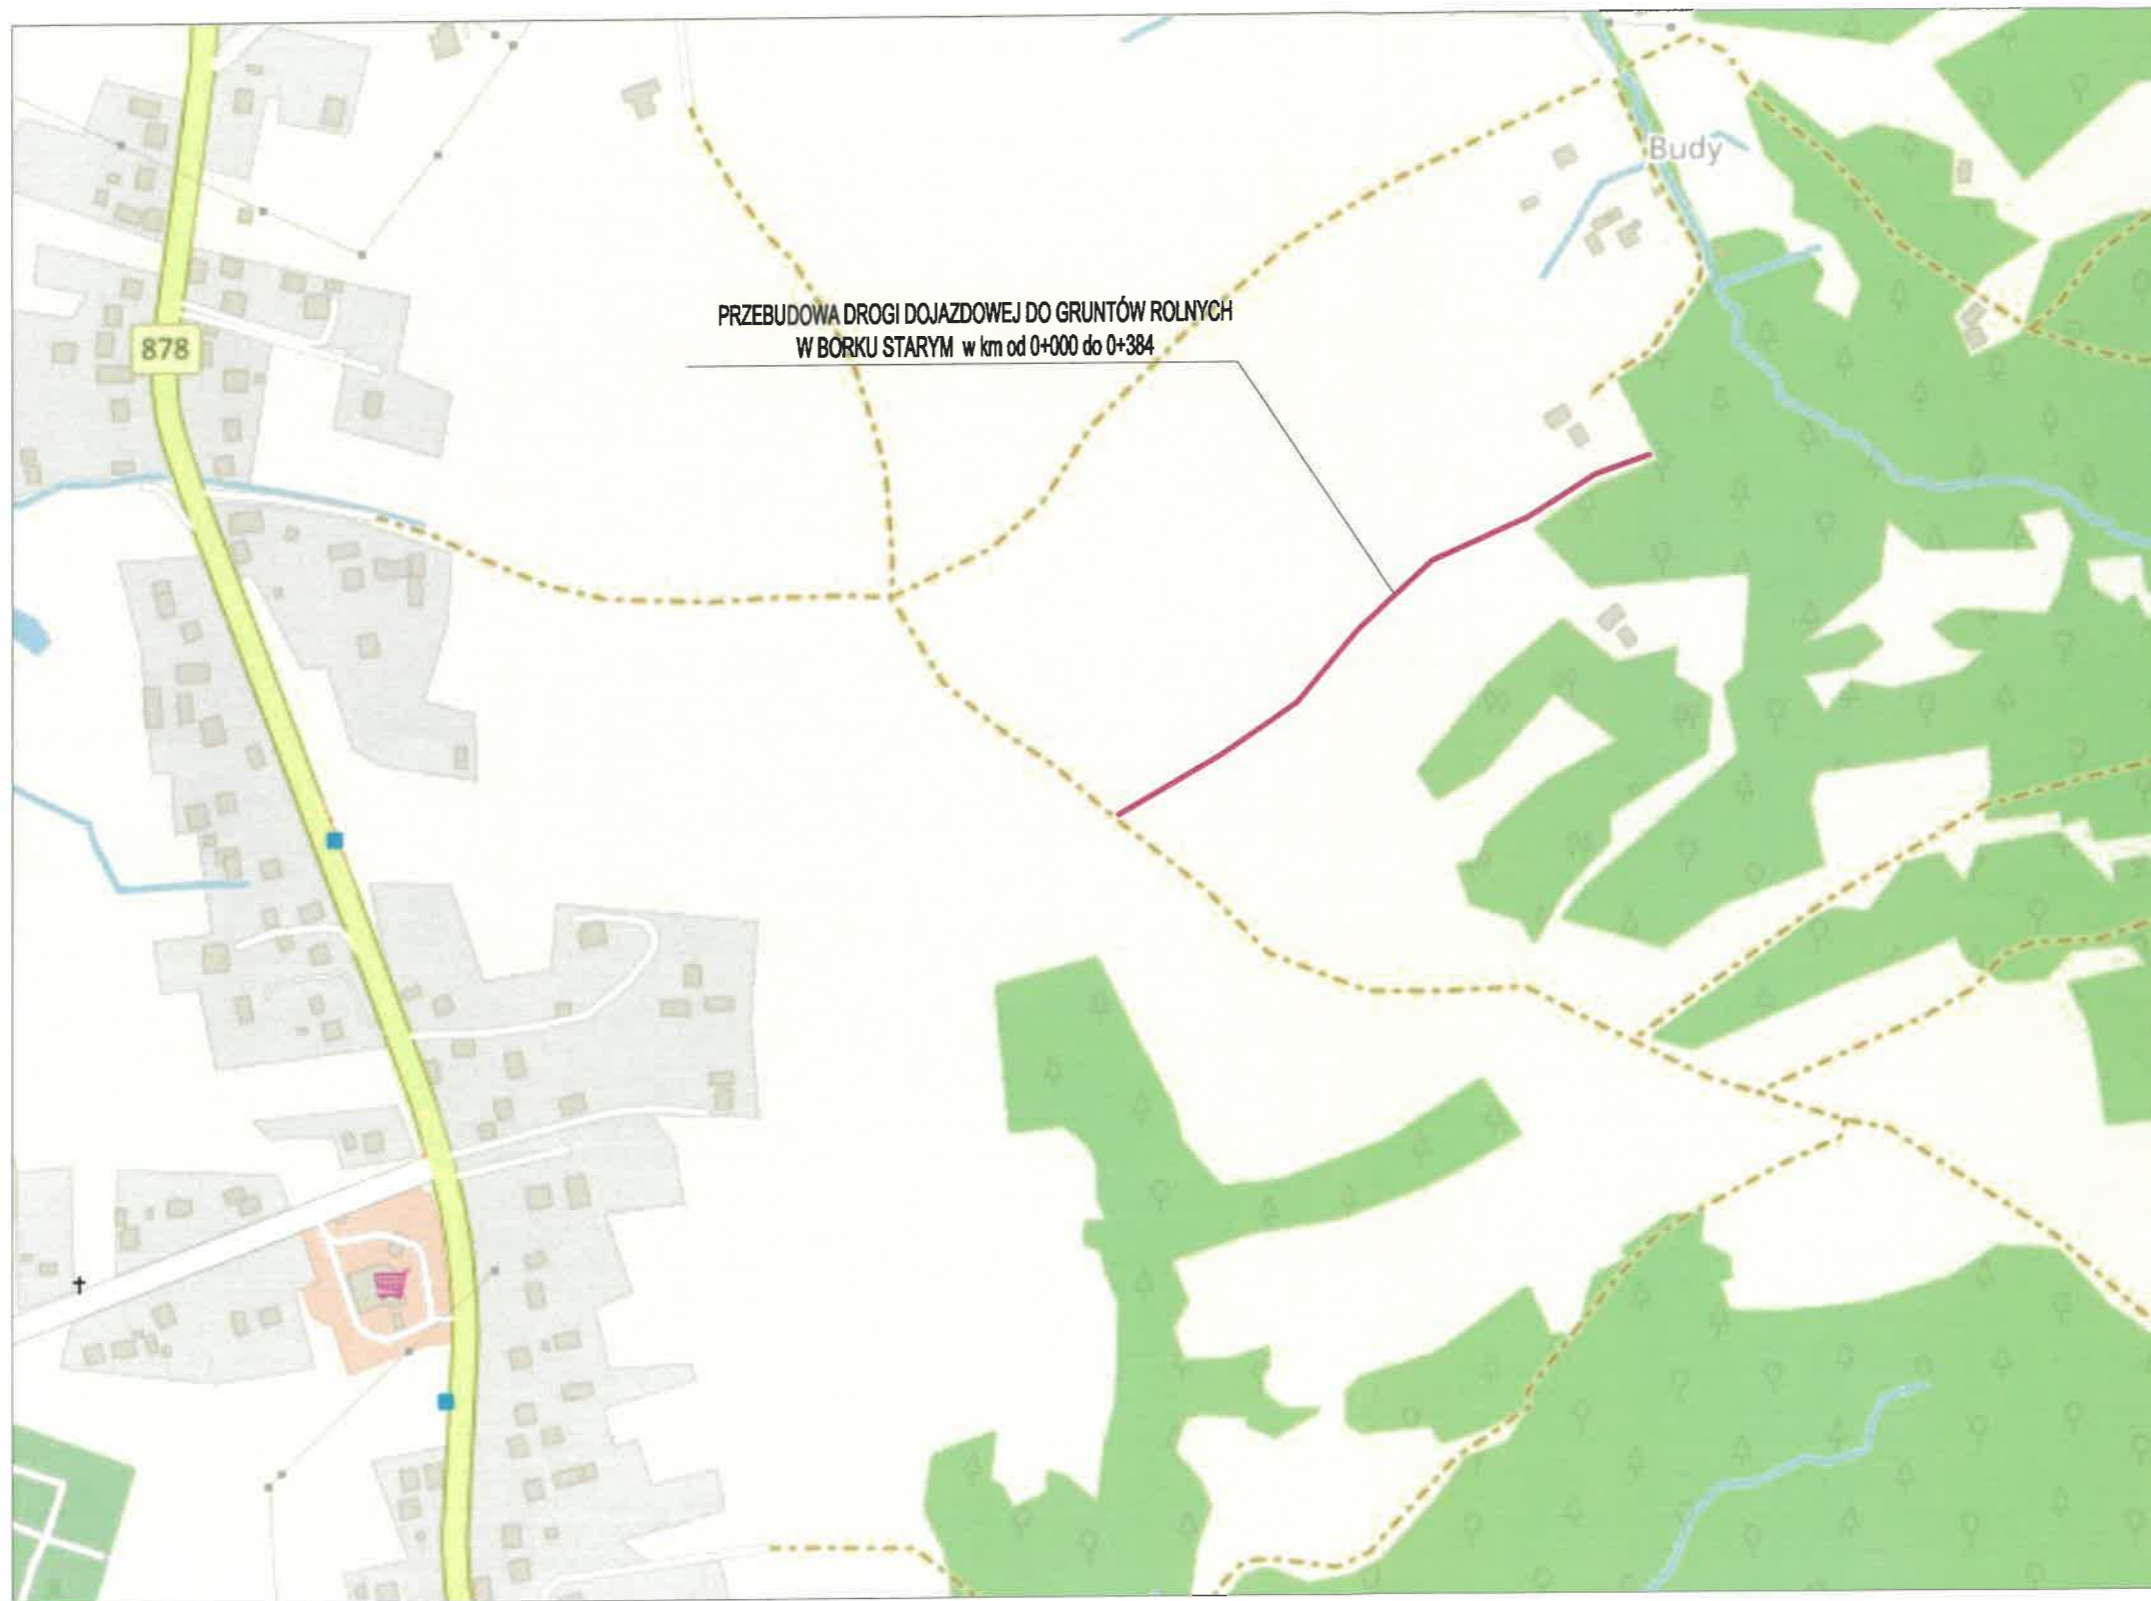 Budy
PRZEBUDOWA DROGI DOJAZDOWEJ DO GRUNTÓW ROLNYCH
W BORKU STARYM w km od 0+000 do 0+384
878